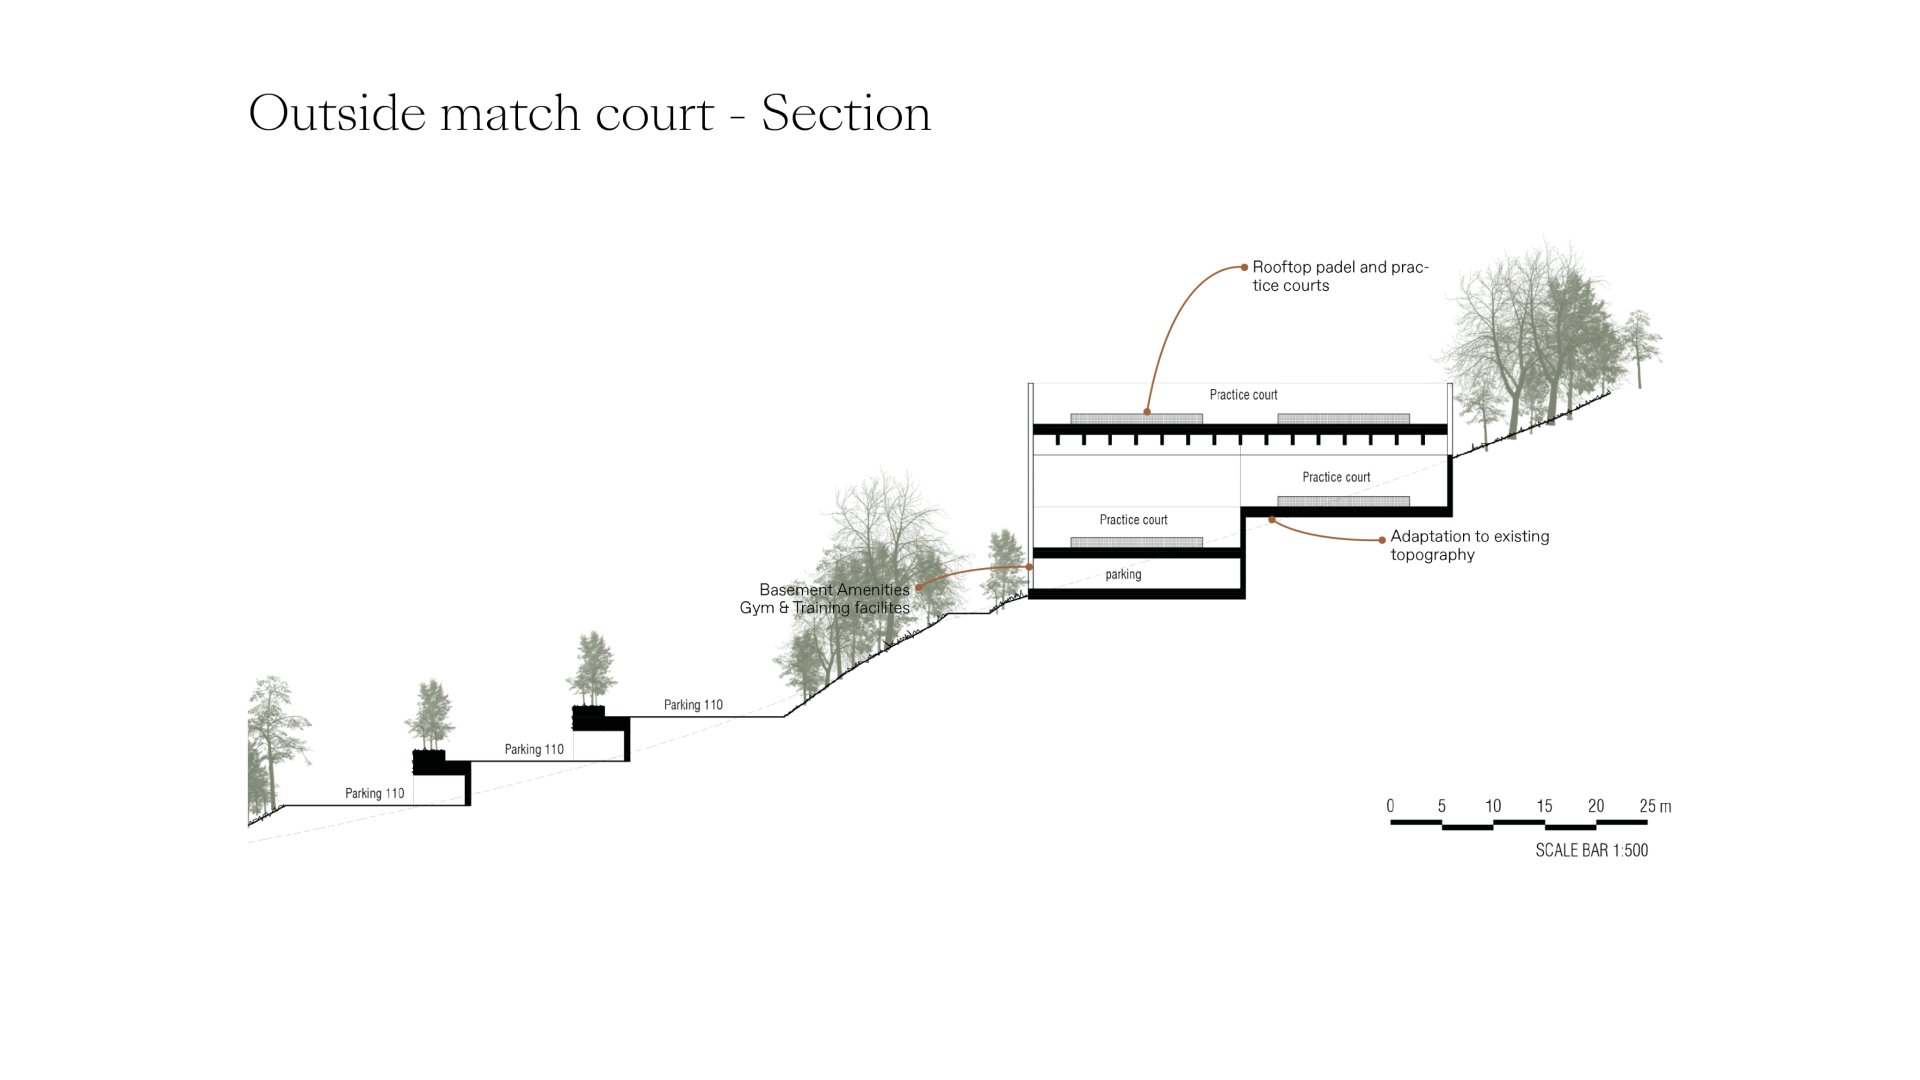 Outside match court - Section
Rooftop padel and prac-
tice courts
Practice court
Practice court
Practice court
Adaptation to existing
topography
parking
Basement Amenities
Gym & Training facilites
Parking 110
Parking 110
Parking 110
0 5 10 15 20 25 m
SCALE BAR 1:500